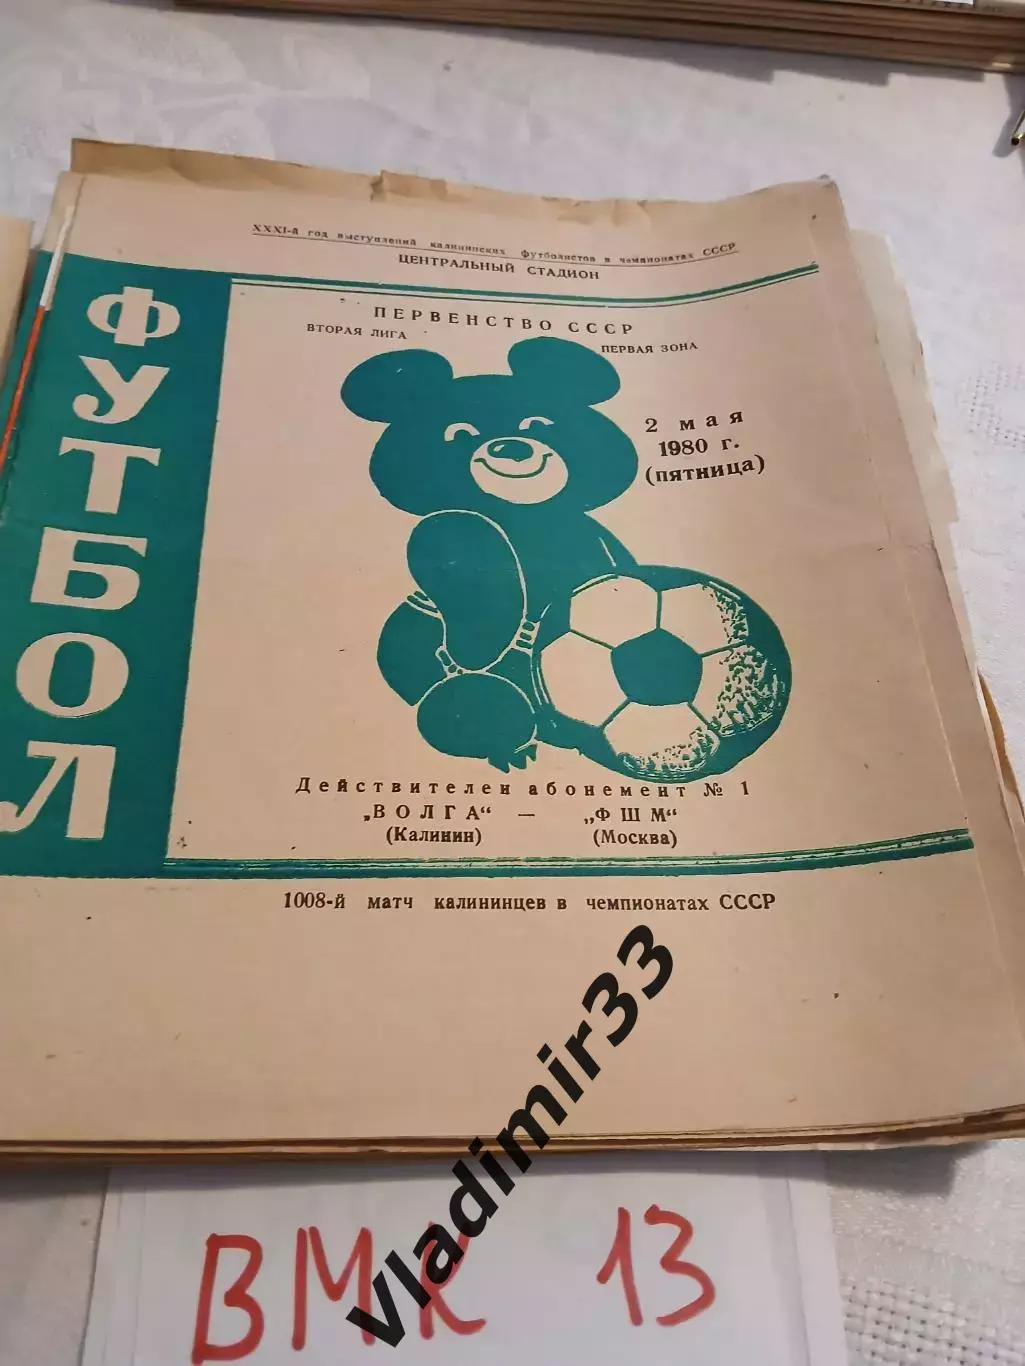 XXXI-й год выступлений калининских футболистов в чемпионатах СССР
ЦЕНТРАЛЬНЫЙ СТАДИОН
ФУТБОЛ
ПЕРВЕНСТВО СССР
ВТОРАЯ ЛИГА
ПЕРВАЯ ЗОНА
2 мая
1980 г.
(пятница)
Действителен абонемент № 1
„ВОЛГА“ — „ФШМ“
(Калинин) (Москва)
1008-й матч калининцев в чемпионатах СССР
Vladimir33
ВМК 13